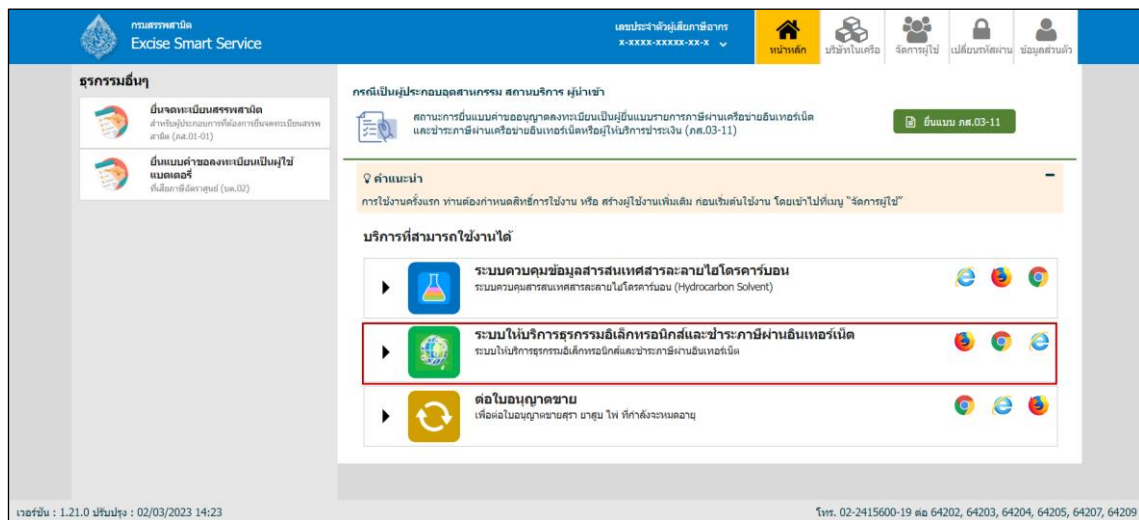 กรมสรรพสามิต
Excise Smart Service
เลขประจำตัวผู้เสียภาษีอากร
x-xxxx-xxxxx-xx-x
หน้าหลัก
บริษัทในเครือ
จัดการผู้ใช้
เปลี่ยนรหัสผ่าน
ข้อมูลส่วนตัว
ธุรกรรมอื่นๆ
ยื่นจดทะเบียนสรรพสามิต
สำหรับผู้ประกอบการที่ต้องการยื่นจดทะเบียนสรรพ
สามิต (ภส.01-01)
ยื่นแบบคำขอลงทะเบียนเป็นผู้ใช้
แบตเตอรี่
ที่เสียภาษีอัตราศูนย์ (บต.02)
กรณีเป็นผู้ประกอบอุตสาหกรรม สถานบริการ ผู้นำเข้า
สถานะการยื่นแบบคำขออนุญาตลงทะเบียนเป็นผู้ยื่นแบบรายการภาษีผ่านเครือข่ายอินเทอร์เน็ต
และชำระภาษีผ่านเครือข่ายอินเทอร์เน็ตหรือผู้ให้บริการชำระเงิน (ภส.03-11)
ยื่นแบบ ภส.03-11
คำแนะนำ
การใช้งานครั้งแรก ท่านต้องกำหนดสิทธิ์การใช้งาน หรือ สร้างผู้ใช้งานเพิ่มเติม ก่อนเริ่มต้นใช้งาน โดยเข้าไปที่เมนู "จัดการผู้ใช้"
บริการที่สามารถใช้งานได้
ระบบควบคุมข้อมูลสารสนเทศสารละลายไฮโดรคาร์บอน
ระบบควบคุมสารสนเทศสารละลายไฮโดรคาร์บอน (Hydrocarbon Solvent)
ระบบให้บริการธุรกรรมอิเล็กทรอนิกส์และชำระภาษีผ่านอินเทอร์เน็ต
ระบบให้บริการธุรกรรมอิเล็กทรอนิกส์และชำระภาษีผ่านอินเทอร์เน็ต
ต่อใบอนุญาตขาย
เพื่อต่อใบอนุญาตขายสุรา ยาสูบ ไพ่ ที่กำลังจะหมดอายุ
เวอร์ชัน : 1.21.0 ปรับปรุง : 02/03/2023 14:23
โทร. 02-2415600-19 ต่อ 64202, 64203, 64204, 64205, 64207, 64209